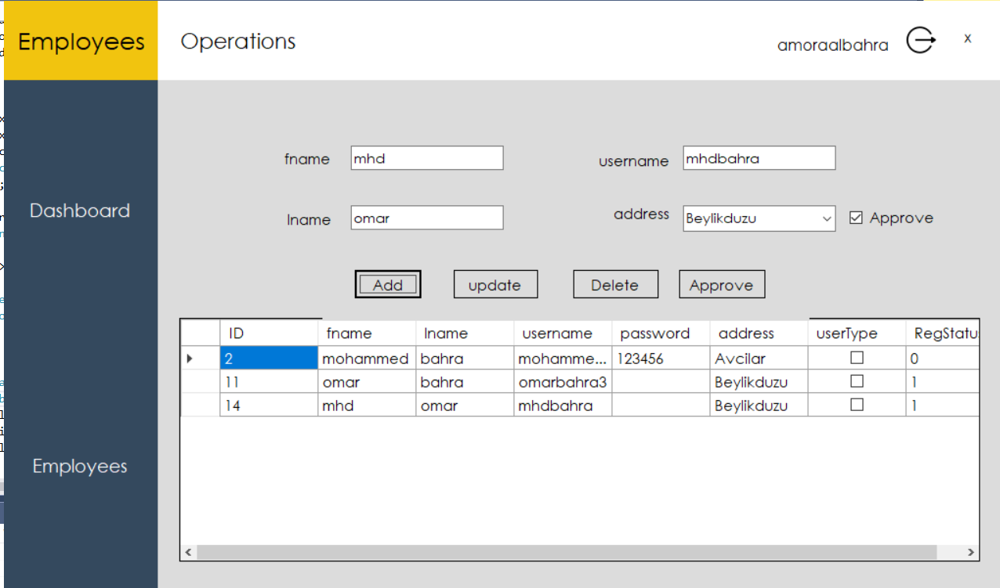 Employees
Operations
amoraalbahra
x
fname
mhd
username
mhdbahra
Dashboard
lname
omar
address
Beylikduzu
Approve
Add
update
Delete
Approve
ID fname lname username password address userType RegStatu
2 mohammed bahra mohamme... 123456 Avcilar 0
11 omar bahra omarbahra3 Beylikduzu 1
14 mhd omar mhdbahra Beylikduzu 1
Employees